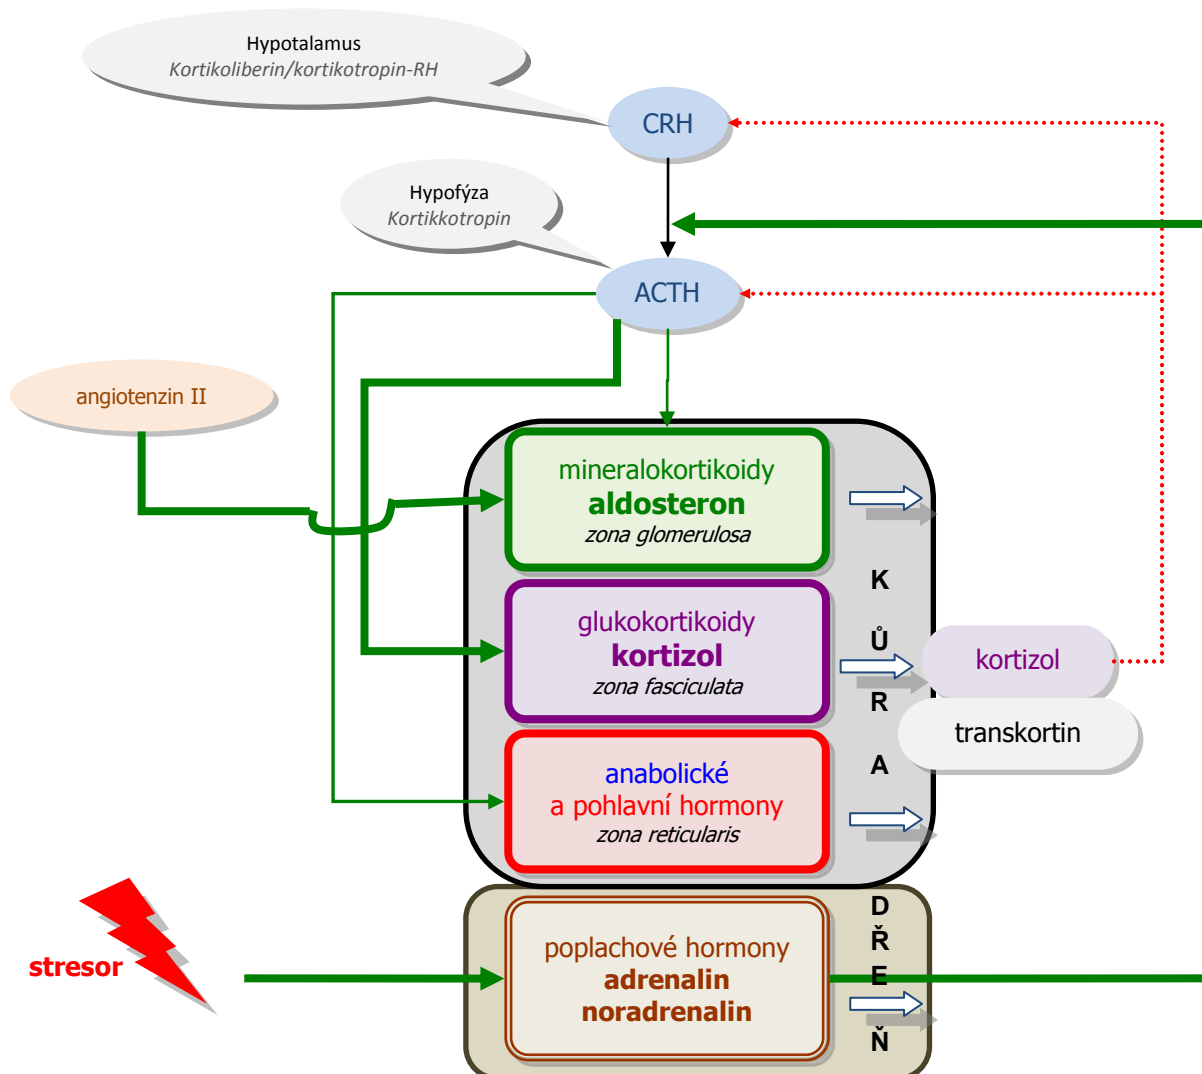 Hypotalamus
Kortikoliberin/kortikotropin-RH
CRH
Hypofýza
Kortikkotropin
ACTH
angiotenzin II
mineralokortikoidy
aldosteron
zona glomerulosa
glukokortikoidy
kortizol
zona fasciculata
anabolické
a pohlavní hormony
zona reticularis
K
Ů
R
A
kortizol
transkortin
stresor
poplachové hormony
adrenalin
noradrenalin
D
Ř
E
Ň